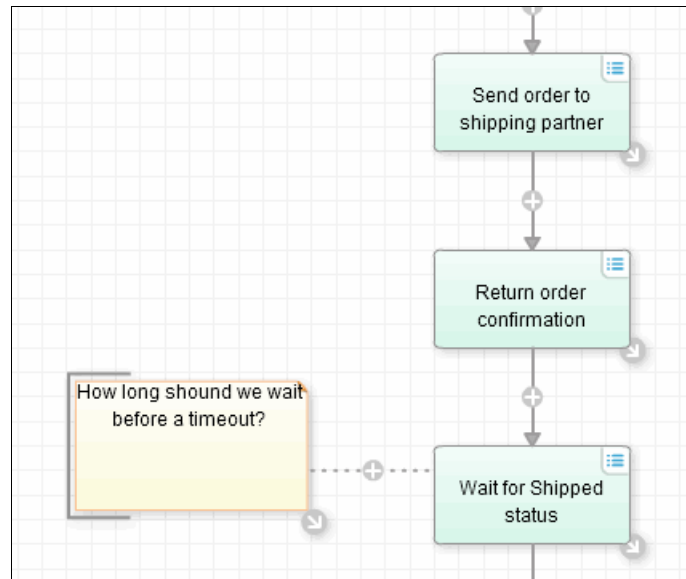 Send order to
shipping partner
Return order
confirmation
How long shound we wait
before a timeout?
Wait for Shipped
status